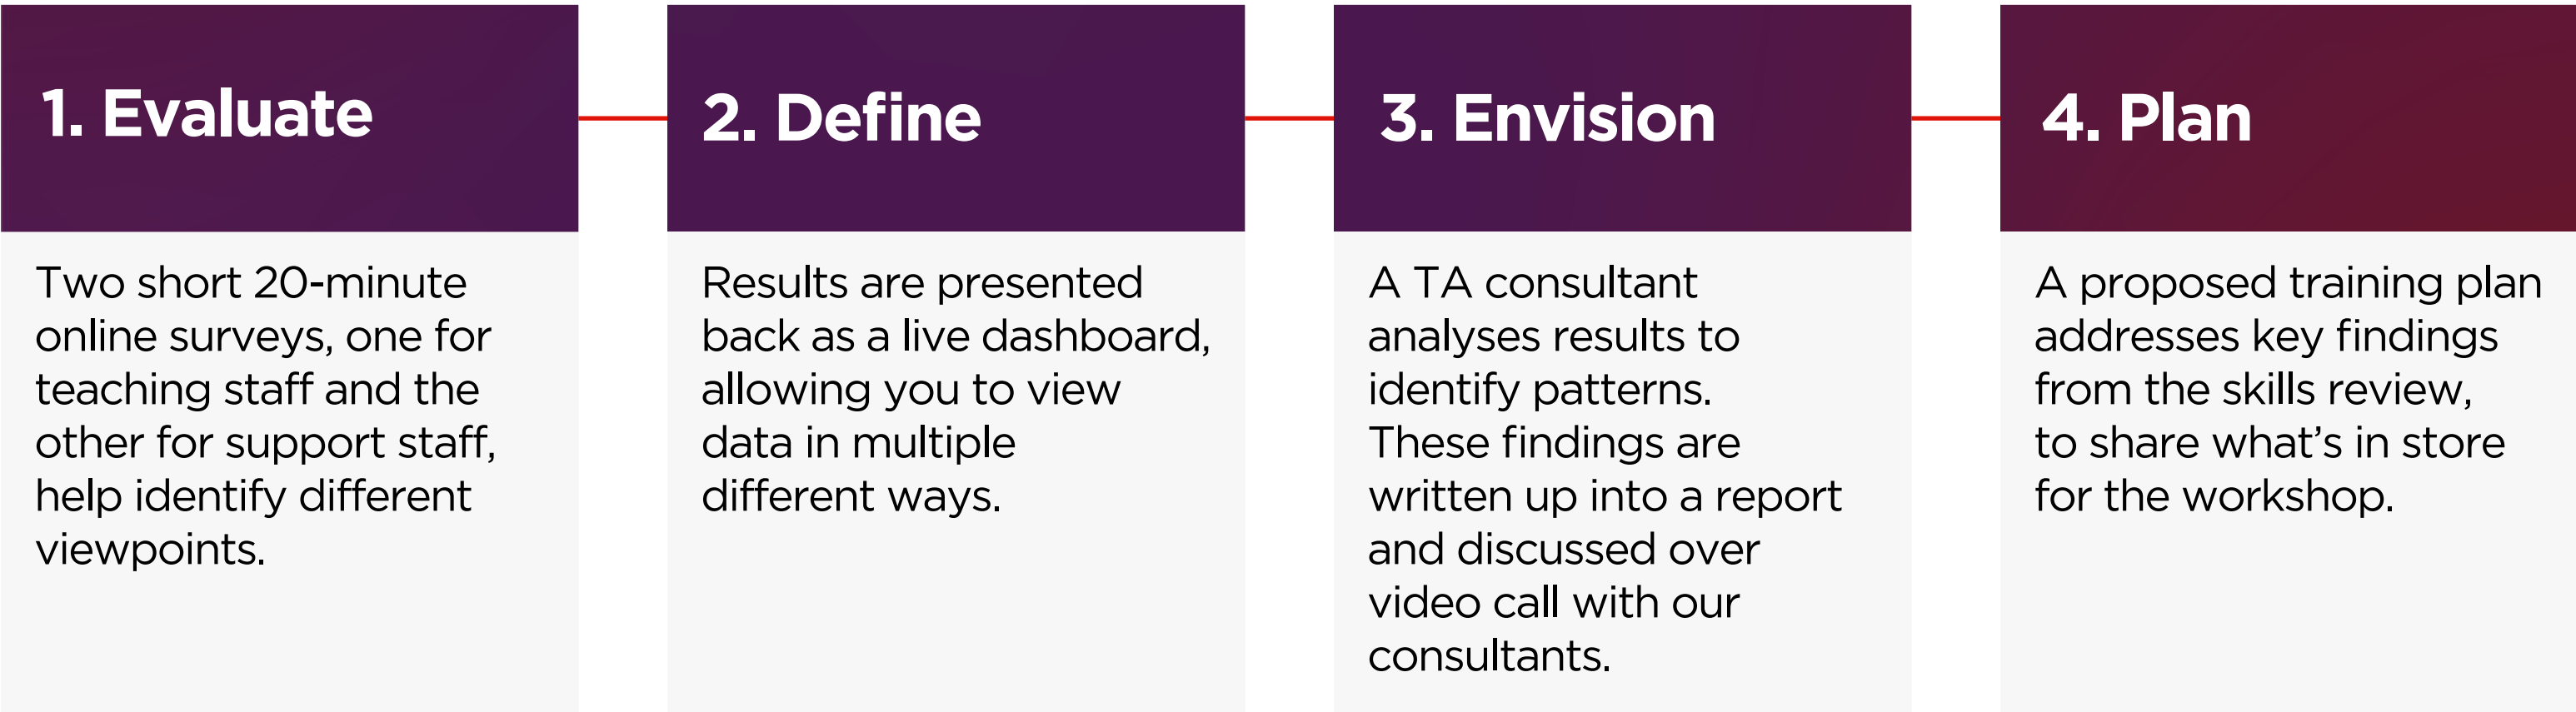 1. Evaluate
Two short 20-minute
online surveys, one for
teaching staff and the
other for support staff,
help identify different
viewpoints.
2. Define
Results are presented
back as a live dashboard,
allowing you to view
data in multiple
different ways.
3. Envision
A TA consultant
analyses results to
identify patterns.
These findings are
written up into a report
and discussed over
video call with our
consultants.
4. Plan
A proposed training plan
addresses key findings
from the skills review,
to share what’s in store
for the workshop.